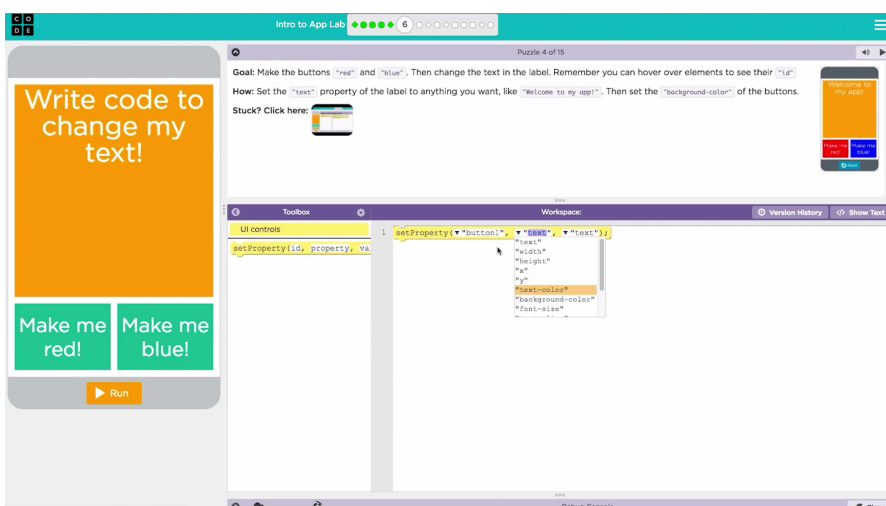 C O
D E
Intro to App Lab
6
Puzzle 4 of 15
Goal: Make the buttons "red" and "blue". Then change the text in the label. Remember you can hover over elements to see their "id"
How: Set the "text" property of the label to anything you want, like "Welcome to my app!". Then set the "background-color" of the buttons.
Stuck? Click here:
Welcome to
my app!
Make me
red!
Make me
blue!
Write code to
change my
text!
Make me
red!
Make me
blue!
Run
Toolbox
Workspace:
Version History
Show Text
UI controls
setProperty(id, property, va
1
setProperty("button1", "text", "text");
"text"
"width"
"height"
"x"
"y"
"text-color"
"background-color"
"font-size"